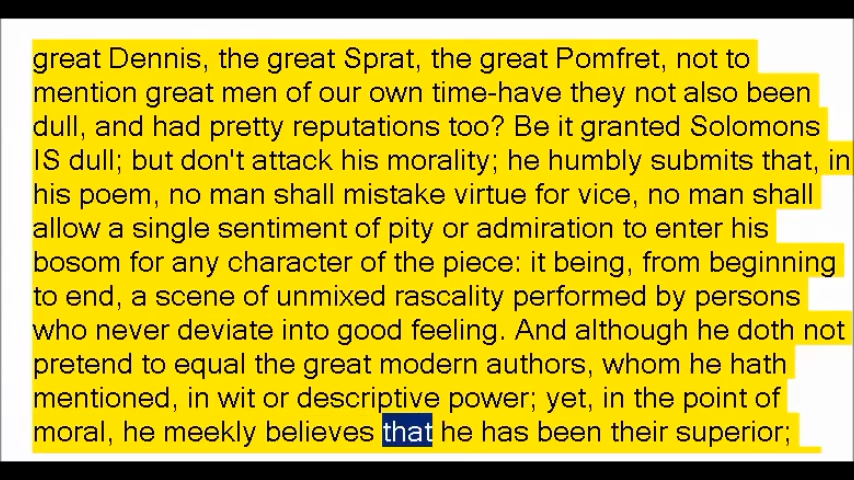 great Dennis, the great Sprat, the great Pomfret, not to
mention great men of our own time-have they not also been
dull, and had pretty reputations too? Be it granted Solomons
IS dull; but don't attack his morality; he humbly submits that, in
his poem, no man shall mistake virtue for vice, no man shall
allow a single sentiment of pity or admiration to enter his
bosom for any character of the piece: it being, from beginning
to end, a scene of unmixed rascality performed by persons
who never deviate into good feeling. And although he doth not
pretend to equal the great modern authors, whom he hath
mentioned, in wit or descriptive power; yet, in the point of
moral, he meekly believes that he has been their superior;